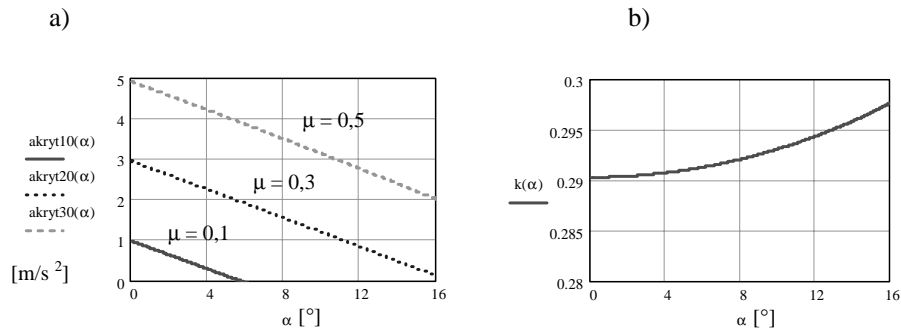 a)
b)
5
4
3
2
1
0
akryt10(α)
akryt20(α)
akryt30(α)
[m/s ²]
μ = 0,5
μ = 0,3
μ = 0,1
0 4 8 12 16
α [°]
0.3
0.295
0.29
0.285
0.28
k(α)
0 4 8 12 16
α [°]